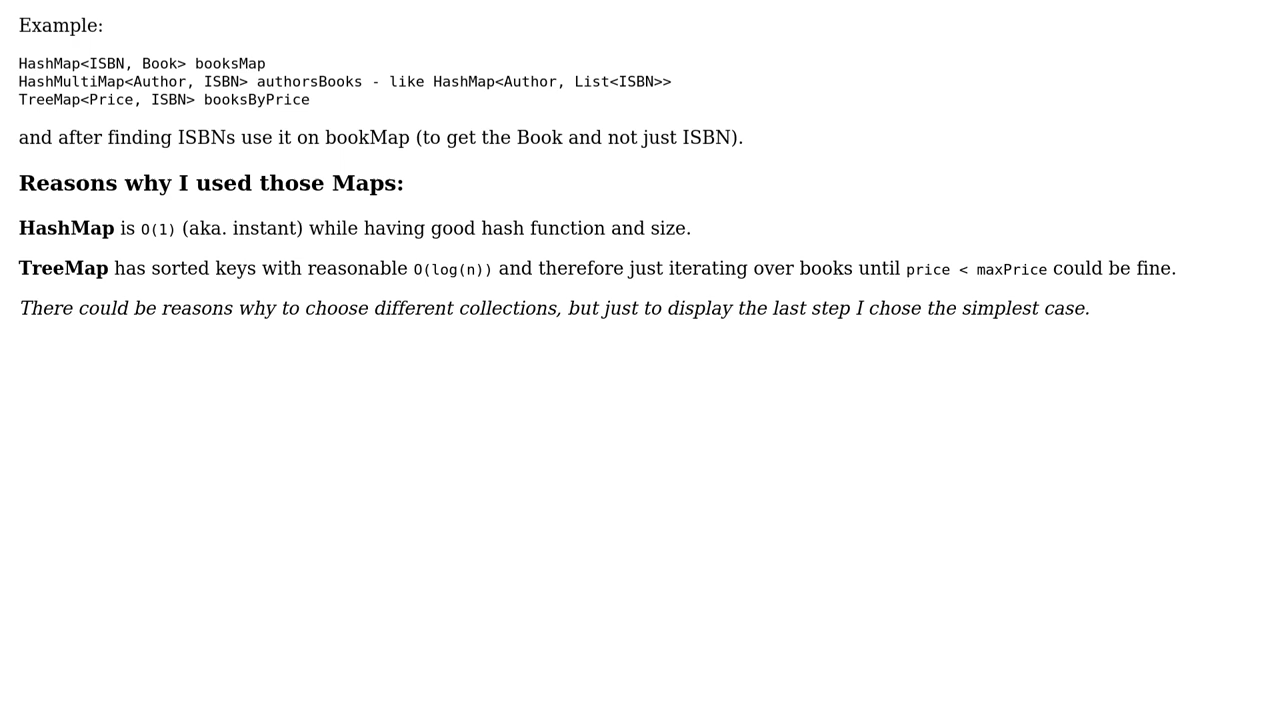 Example:
HashMap<ISBN, Book> booksMap
HashMultiMap<Author, ISBN> authorsBooks - like HashMap<Author, List<ISBN>>
TreeMap<Price, ISBN> booksByPrice
and after finding ISBNs use it on bookMap (to get the Book and not just ISBN).
Reasons why I used those Maps:
HashMap is O(1) (aka. instant) while having good hash function and size.
TreeMap has sorted keys with reasonable O(log(n)) and therefore just iterating over books until price < maxPrice could be fine.
There could be reasons why to choose different collections, but just to display the last step I chose the simplest case.